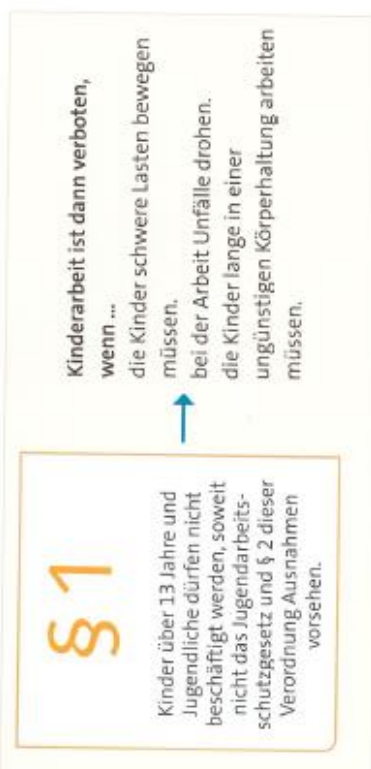 §1
Kinder über 13 Jahre und
Jugendliche dürfen nicht
beschäftigt werden, soweit
nicht das Jugendarbeits-
schutzgesetz und § 2 dieser
Verordnung Ausnahmen
vorsehen.
Kinderarbeit ist dann verboten,
wenn ...
die Kinder schwere Lasten bewegen
müssen.
bei der Arbeit Unfälle drohen.
die Kinder lange in einer
ungünstigen Körperhaltung arbeiten
müssen.